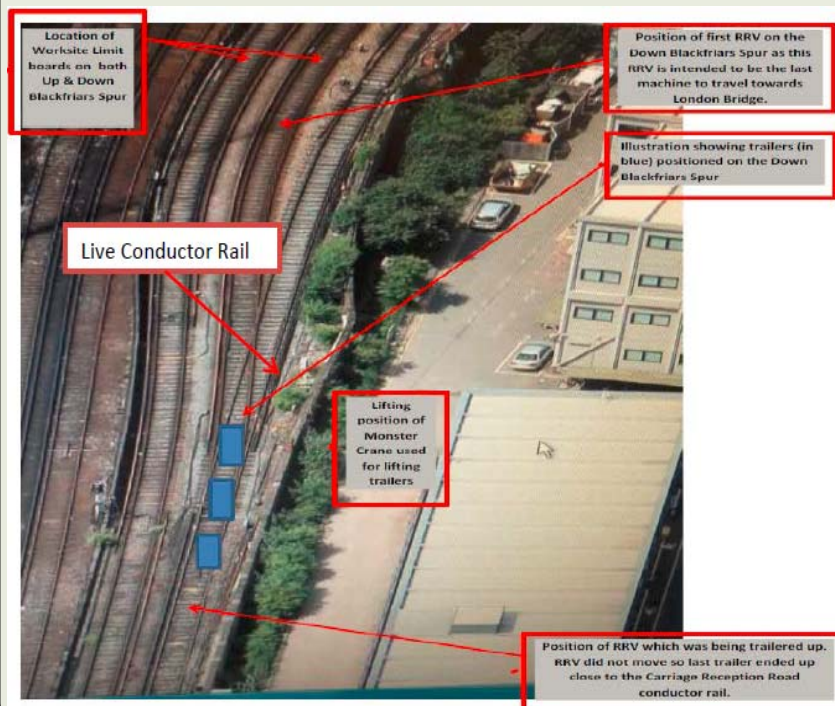 Location of
Worksite Limit
boards on both
Up & Down
Blackfriars Spur
Position of first RRV on the
Down Blackfriars Spur as this
RRV is intended to be the last
machine to travel towards
London Bridge.
Illustration showing trailers (in
blue) positioned on the Down
Blackfriars Spur
Live Conductor Rail
Lifting
position of
Monster
Crane used
for lifting
trailers
Position of RRV which was being trailered up.
RRV did not move so last trailer ended up
close to the Carriage Reception Road
conductor rail.